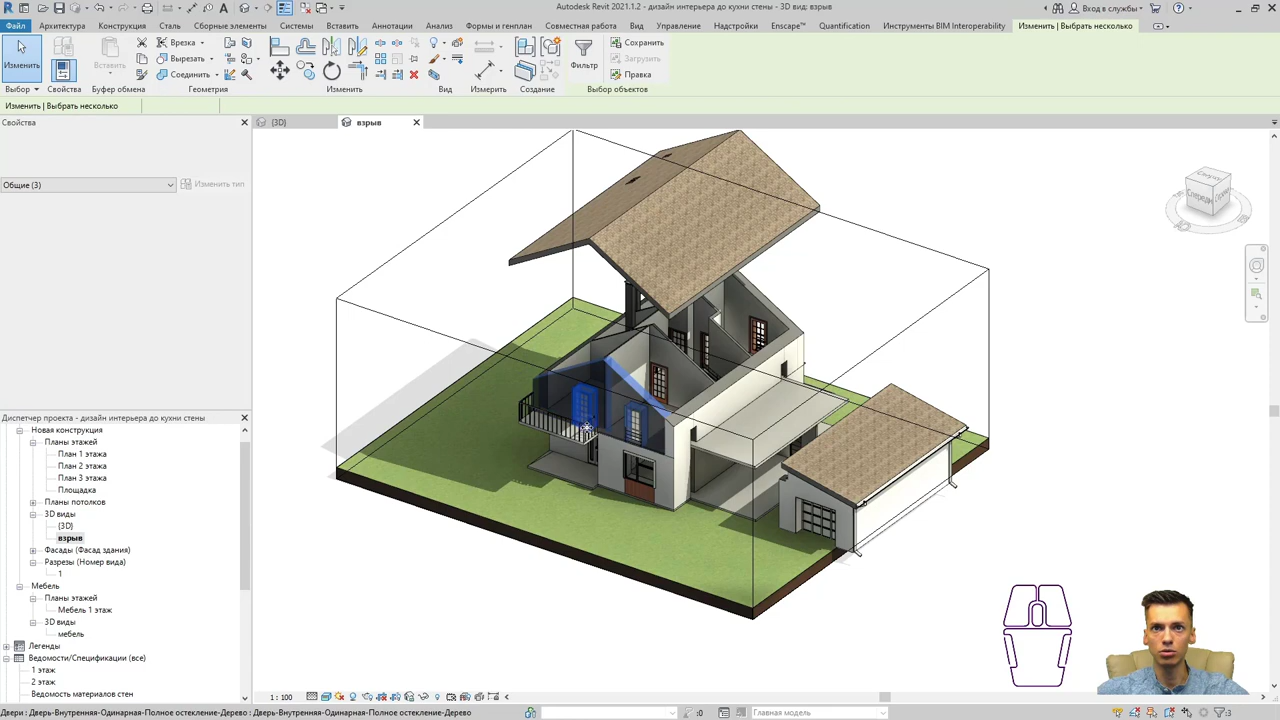 Autodesk Revit 2021.1.2 - дизайн интерьера до кухни стены - 3D вид: взрыв
Вход в службы
Файл Архитектура Конструкция Сталь Сборные элементы Системы Вставить Аннотации Анализ Формы и генплан Совместная работа Вид Управление Надстройки Enscape™ Quantification Инструменты BIM Interoperability Изменить | Выбрать несколько
Врезка
Вырезать
Соединить
Изменить
Вставить
Фильтр
Сохранить
Загрузить
Правка
Выбор Свойства Буфер обмена Геометрия Изменить Вид Измерить Создание Выбор объектов
Изменить | Выбрать несколько
Свойства
{3D}
взрыв
Общие (3)
Изменить тип
Диспетчер проекта - дизайн интерьера до кухни стены
Новая конструкция
Планы этажей
План 1 этажа
План 2 этажа
План 3 этажа
Площадка
Планы потолков
3D виды
{3D}
взрыв
Фасады (Фасад здания)
Разрезы (Номер вида)
1
Мебель
Планы этажей
Мебель 1 этаж
3D виды
мебель
Легенды
Ведомости/Спецификации (все)
1 этаж
2 этаж
Ведомость материалов стен
1 : 100
Двери : Дверь-Внутренняя-Одинарная-Полное остекление-Дерево : Дверь-Внутренняя-Одинарная-Полное остекление-Дерево
:0
Главная модель
:3